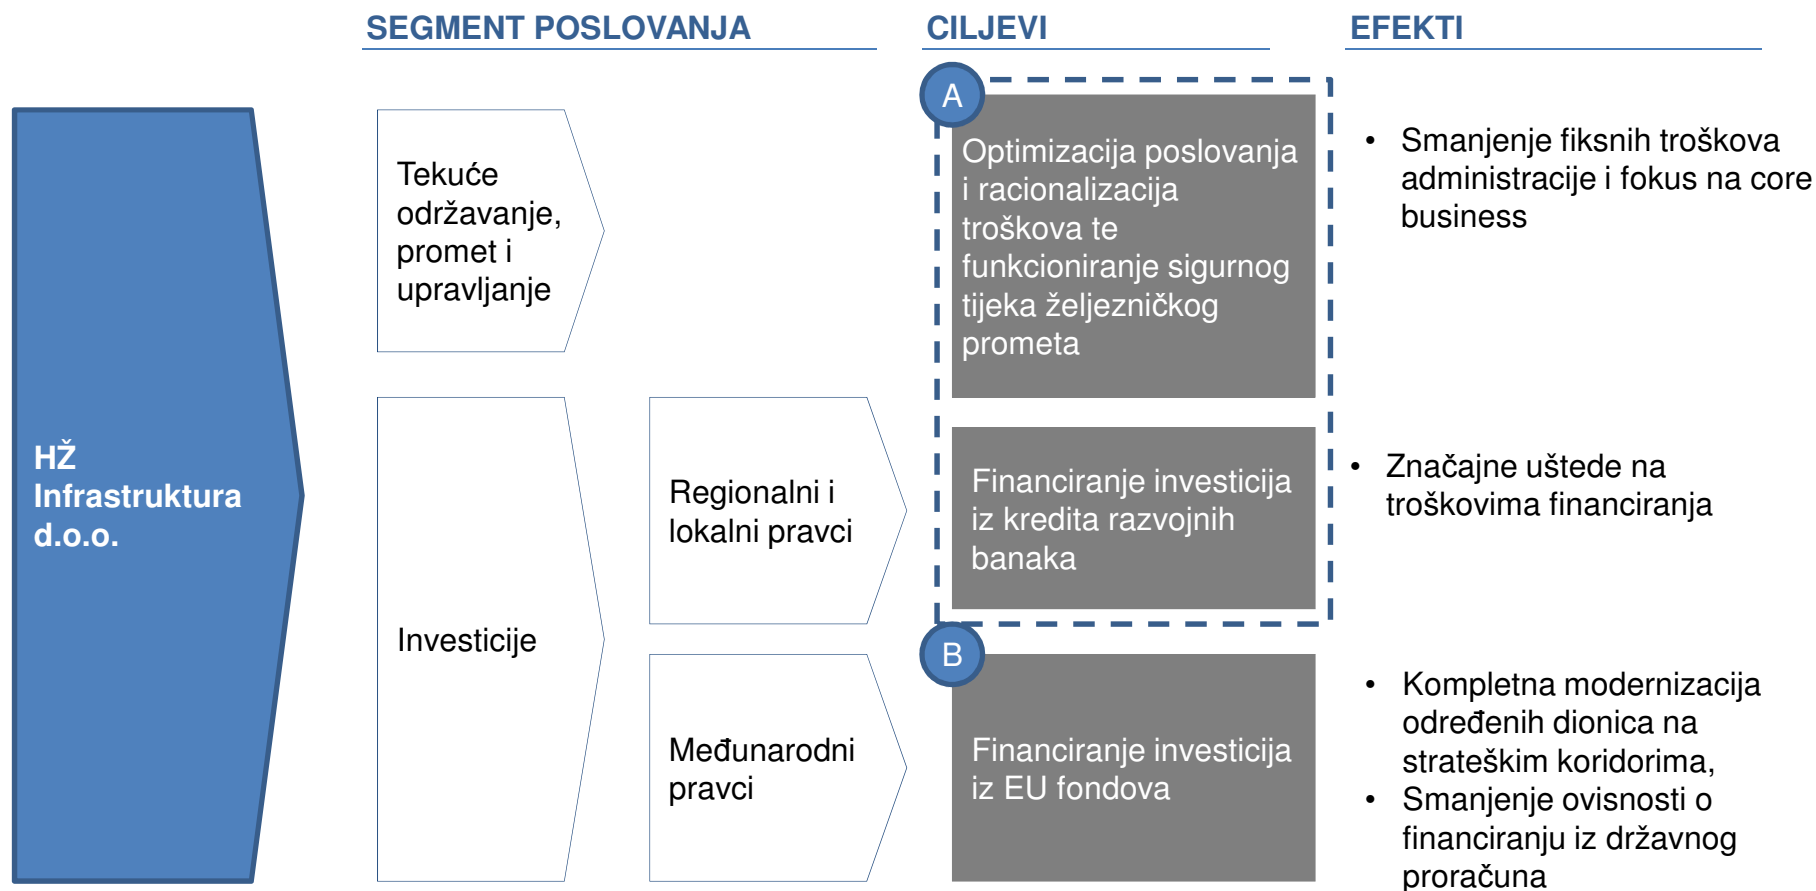 SEGMENT POSLOVANJA
CILJEVI
EFEKTI
HŽ
Infrastruktura
d.o.o.
Tekuće
održavanje,
promet i
upravljanje
A
Optimizacija poslovanja
i racionalizacija
troškova te
funkcioniranje sigurnog
tijeka željezničkog
prometa
• Smanjenje fiksnih troškova
administracije i fokus na core
business
Investicije
Regionalni i
lokalni pravci
Financiranje investicija
iz kredita razvojnih
banaka
• Značajne uštede na
troškovima financiranja
Međunarodni
pravci
B
Financiranje investicija
iz EU fondova
• Kompletna modernizacija
određenih dionica na
strateškim koridorima,
• Smanjenje ovisnosti o
financiranju iz državnog
proračuna